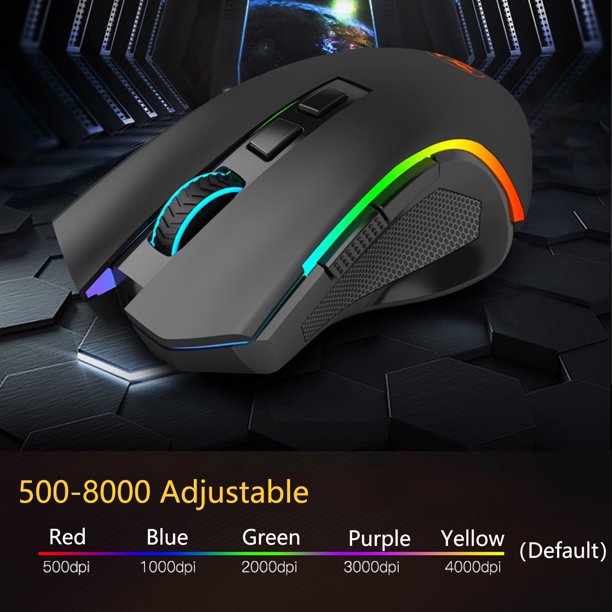 500-8000 Adjustable
Red Blue Green Purple Yellow (Default)
500dpi 1000dpi 2000dpi 3000dpi 4000dpi